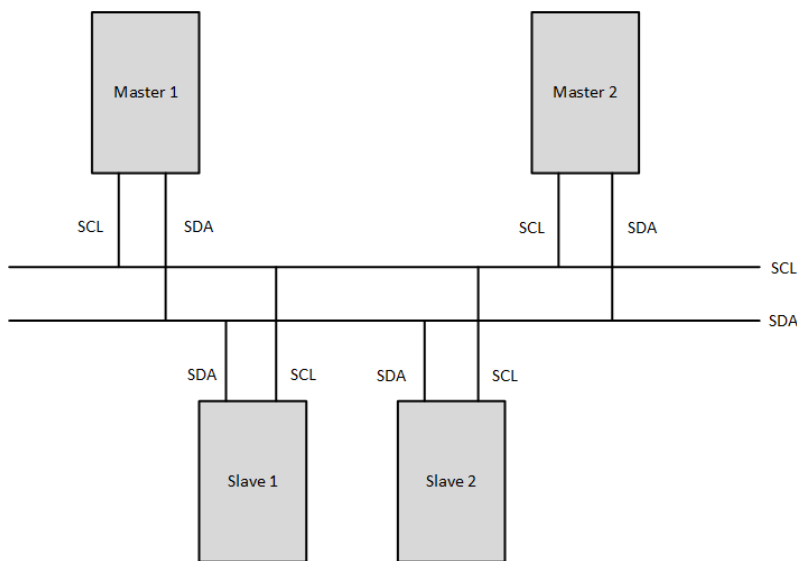 Master 1
Master 2
SCL
SDA
SCL
SDA
SCL
SDA
SDA
SCL
SDA
SCL
Slave 1
Slave 2